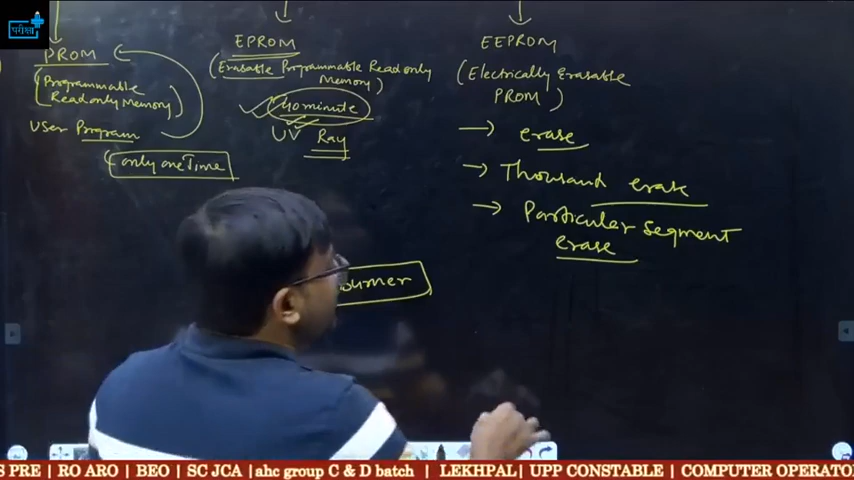 परीक्षा
PROM
(Programmable
Readonly Memory)
User Program
(only one Time
EPROM
(Erasable Programmable Readonly
Memory)
40 minute
UV Ray
EEPROM
(Electrically erasable
PROM)
→ erase
→ Thousand erase
→ Particular segment
erase
S PRE | RO ARO | BEO | SC JCA | ahc group C & D batch | LEKHPAL | UPP CONSTABLE | COMPUTER OPERATO